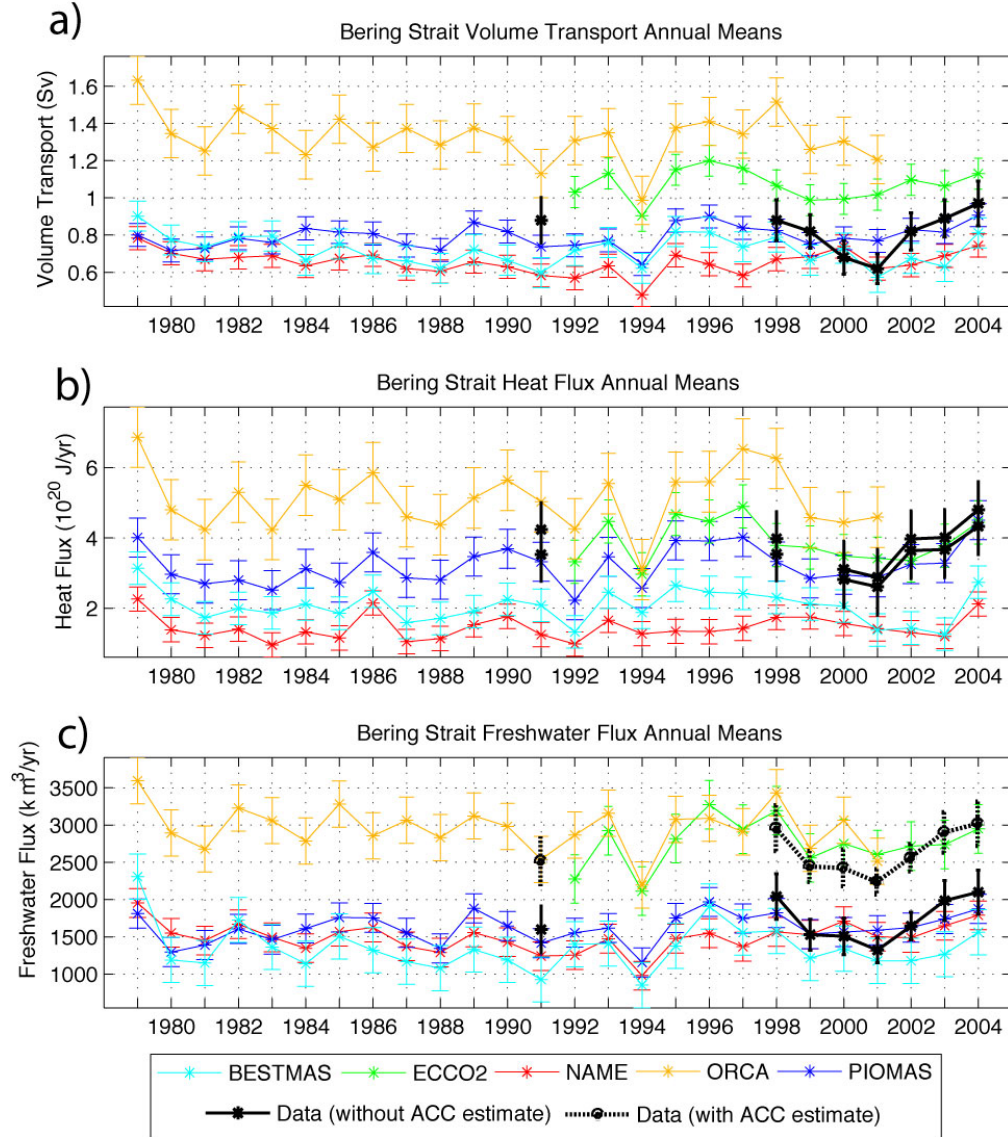 a)
Bering Strait Volume Transport Annual Means
Volume Transport (Sv)
1.6
1.4
1.2
1
0.8
0.6
1980 1982 1984 1986 1988 1990 1992 1994 1996 1998 2000 2002 2004
b)
Bering Strait Heat Flux Annual Means
Heat Flux (10^20 J/yr)
6
4
2
1980 1982 1984 1986 1988 1990 1992 1994 1996 1998 2000 2002 2004
c)
Bering Strait Freshwater Flux Annual Means
Freshwater Flux (k m^3/yr)
3500
3000
2500
2000
1500
1000
1980 1982 1984 1986 1988 1990 1992 1994 1996 1998 2000 2002 2004
BESTMAS ECCO2 NAME ORCA PIOMAS
Data (without ACC estimate) Data (with ACC estimate)